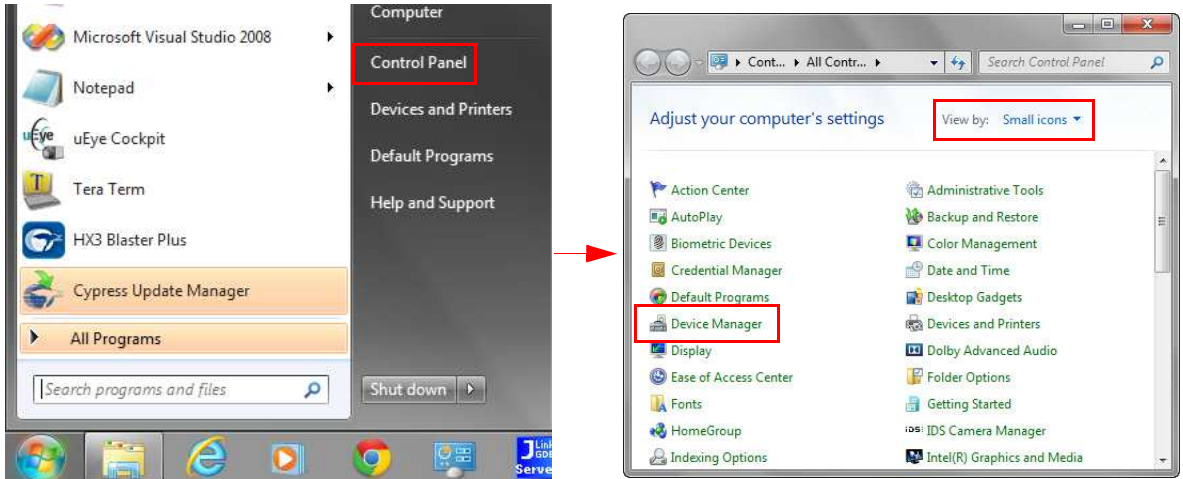 Computer
Microsoft Visual Studio 2008
Control Panel
Notepad
Devices and Printers
uEye
uEye Cockpit
Default Programs
Tera Term
Help and Support
HX3 Blaster Plus
Cypress Update Manager
All Programs
Search programs and files
Shut down
J Link
GDB
Serve
Cont... All Contr...
Search Control Panel
Adjust your computer's settings
View by: Small icons
Action Center
Administrative Tools
AutoPlay
Backup and Restore
Biometric Devices
Color Management
Credential Manager
Date and Time
Default Programs
Desktop Gadgets
Device Manager
Devices and Printers
Display
Dolby Advanced Audio
Ease of Access Center
Folder Options
Fonts
Getting Started
HomeGroup
IDS IDS Camera Manager
Indexing Options
Intel(R) Graphics and Media